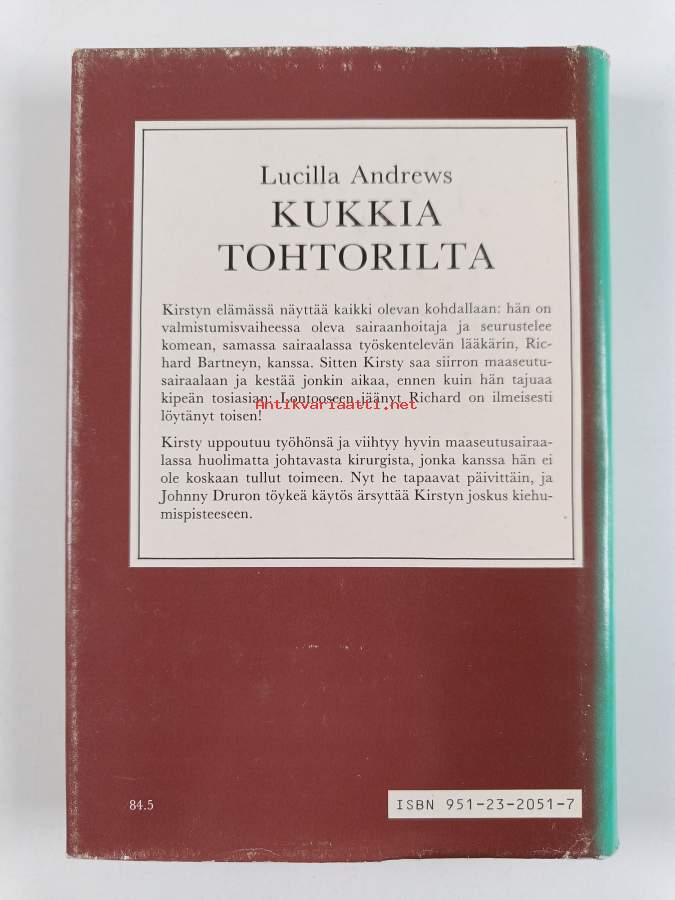 Lucilla Andrews
KUKKIA
TOHTORILTA
Kirstyn elämässä näyttää kaikki olevan kohdallaan: hän on
valmistumisvaiheessa oleva sairaanhoitaja ja seurustelee
komean, samassa sairaalassa työskentelevän lääkärin, Ric-
hard Bartneyn, kanssa. Sitten Kirsty saa siirron maaseutu-
sairaalaan ja kestää jonkin aikaa, ennen kuin hän tajuaa
kipeän tosiasian: Lontooseen jäänyt Richard on ilmeisesti
Antikvariaatti.net
löytänyt toisen!
Kirsty uppoutuu työhönsä ja viihtyy hyvin maaseutusairaa-
lassa huolimatta johtavasta kirurgista, jonka kanssa hän ei
ole koskaan tullut toimeen. Nyt he tapaavat päivittäin, ja
Johnny Druron töykeä käytös ärsyttää Kirstyn joskus kiehu-
mispisteeseen.
84.5
ISBN 951-23-2051-7